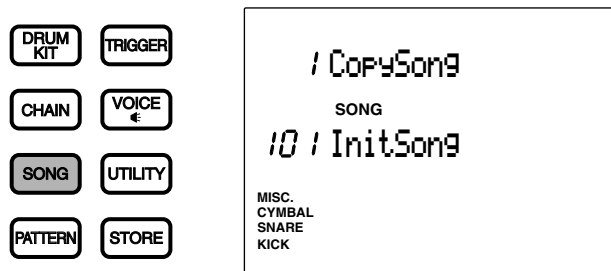 DRUM
KIT
TRIGGER
CHAIN
VOICE
SONG
UTILITY
PATTERN
STORE
1 CopySong
SONG
101 InitSong
MISC.
CYMBAL
SNARE
KICK